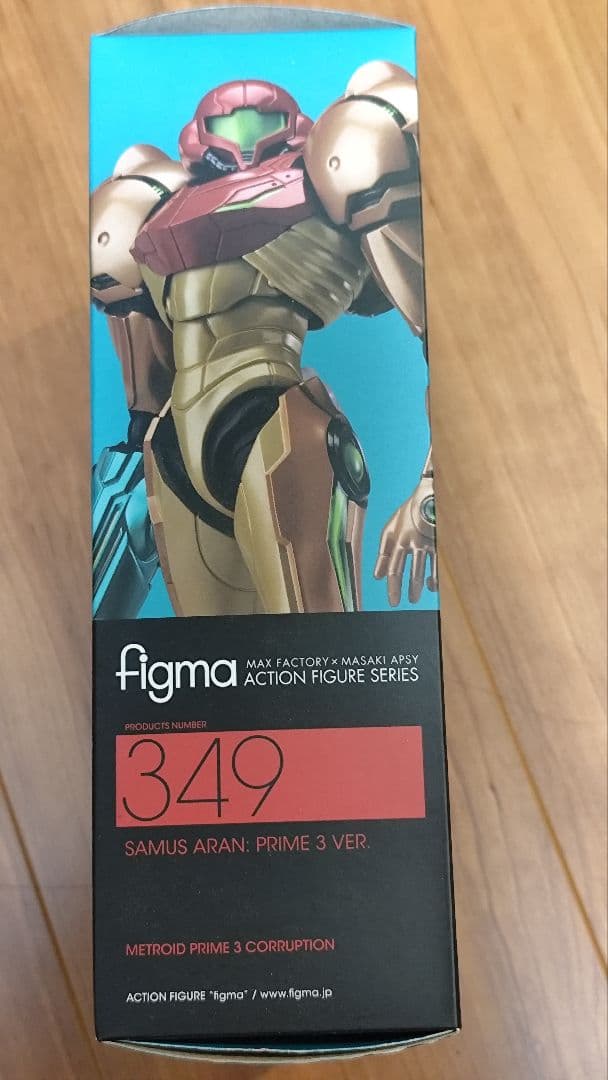 figma
MAX FACTORY × MASAKI APSY
ACTION FIGURE SERIES
PRODUCTS NUMBER
349
SAMUS ARAN: PRIME 3 VER.
METROID PRIME 3 CORRUPTION
ACTION FIGURE "figma" / www.figma.jp